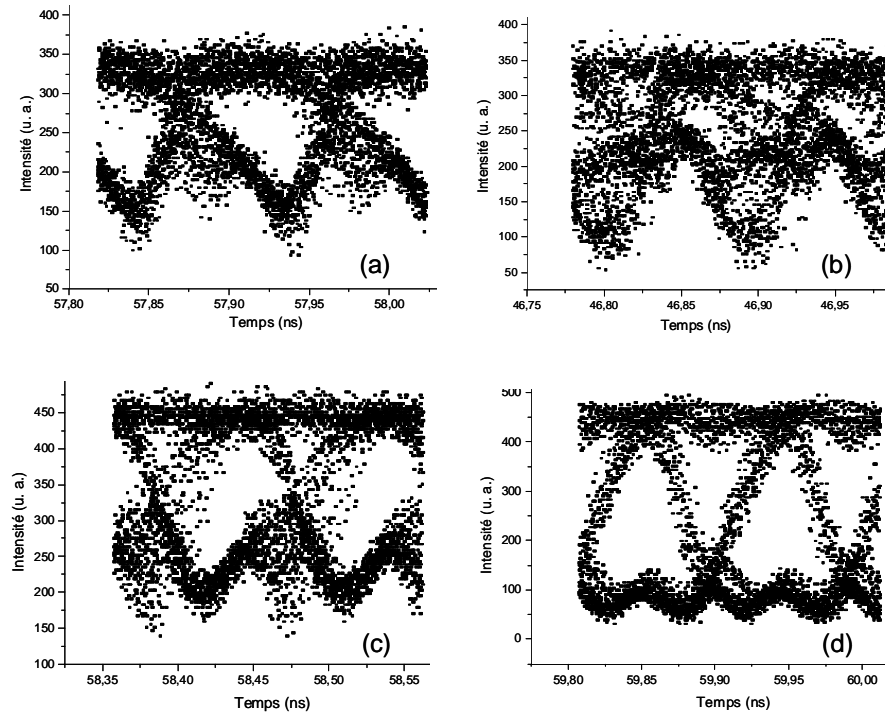 400
350
300
250
200
150
100
50
Intensité (u. a.)
57,80 57,85 57,90 57,95 58,00
Temps (ns)
(a)
400
350
300
250
200
150
100
50
Intensité (u. a.)
46,75 46,80 46,85 46,90 46,95
Temps (ns)
(b)
450
400
350
300
250
200
150
100
Intensité (u. a.)
58,35 58,40 58,45 58,50 58,55
Temps (ns)
(c)
500
400
300
200
100
0
Intensité (u. a.)
59,80 59,85 59,90 59,95 60,00
Temps (ns)
(d)